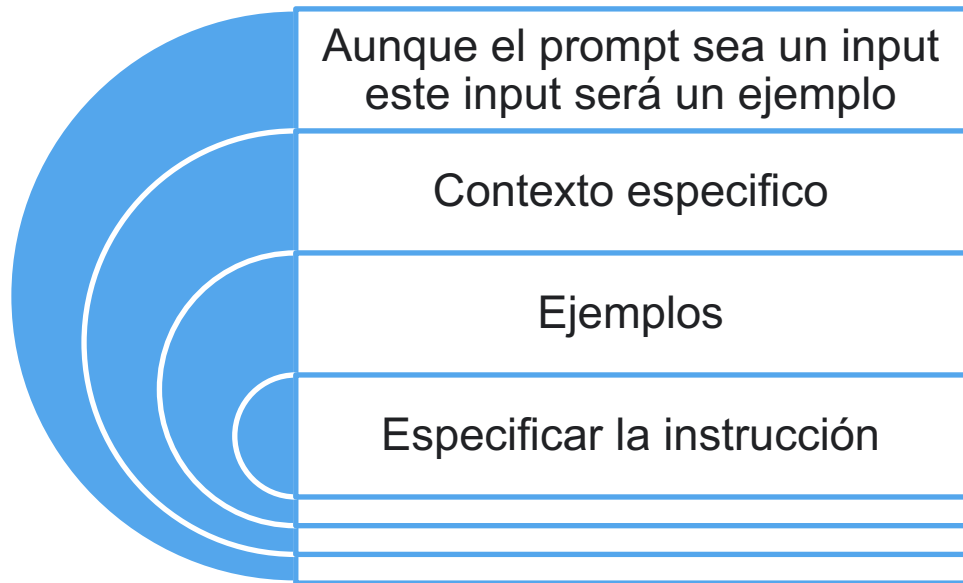 Aunque el prompt sea un input
este input será un ejemplo
Contexto especifico
Ejemplos
Especificar la instrucción